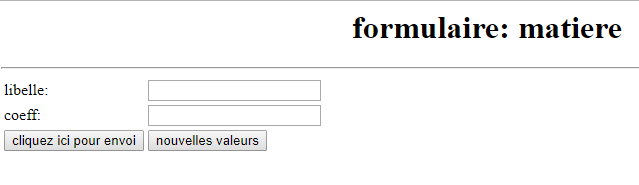 formulaire: matiere
libelle:
coeff:
cliquez ici pour envoi nouvelles valeurs